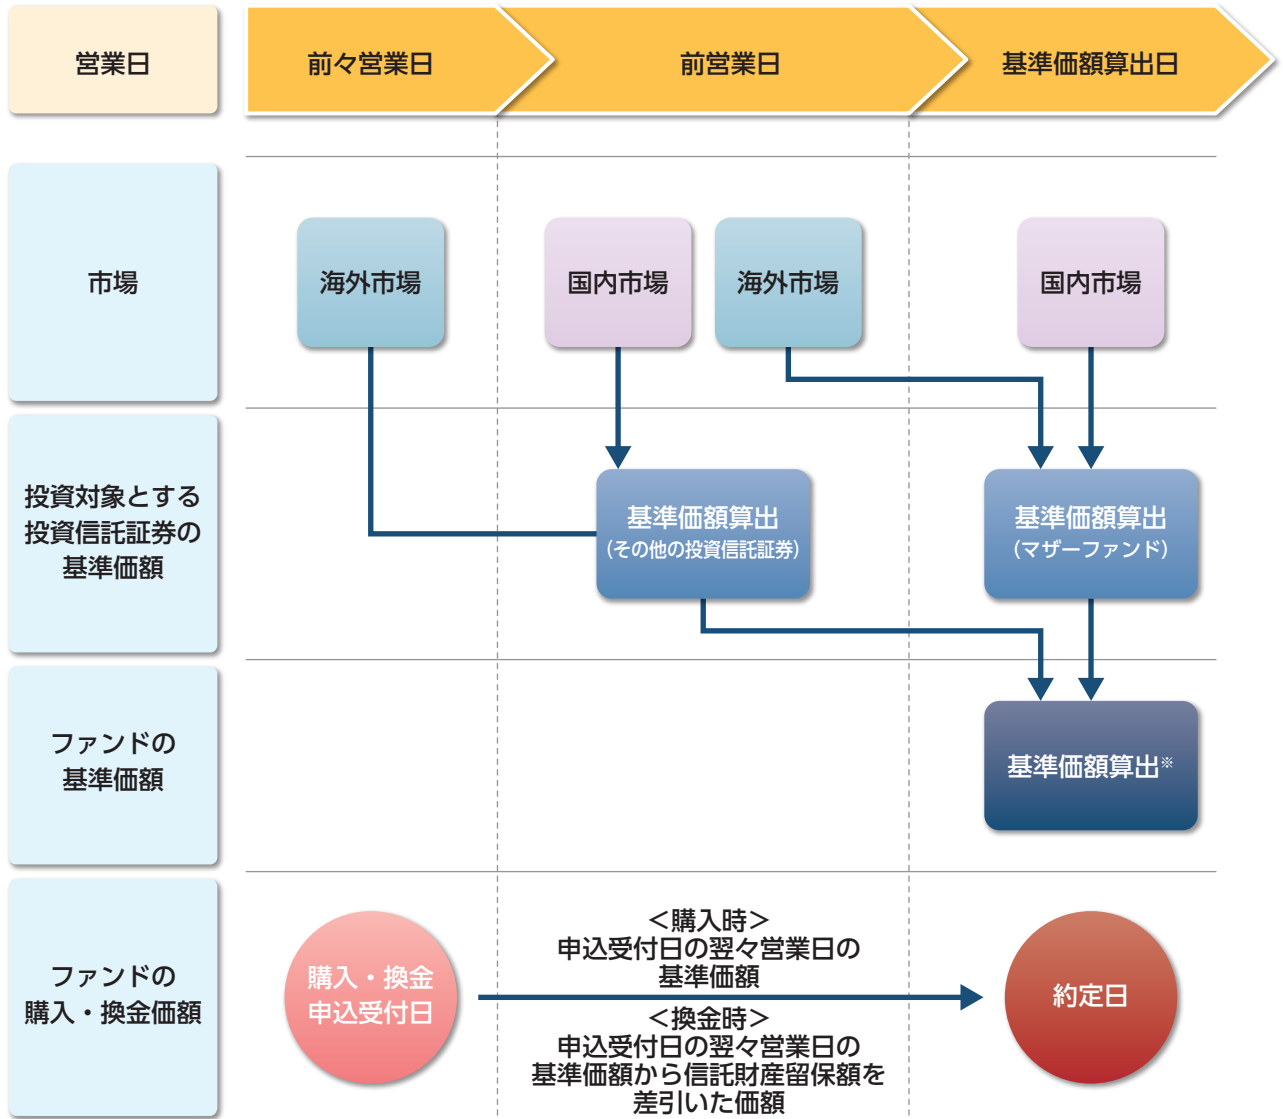 営業日
前々営業日
前営業日
基準価額算出日
市場
海外市場
国内市場
海外市場
国内市場
投資対象とする
投資信託証券の
基準価額
基準価額算出
(その他の投資信託証券)
基準価額算出
(マザーファンド)
ファンドの
基準価額
基準価額算出※
ファンドの
購入・換金価額
購入・換金
申込受付日
<購入時>
申込受付日の翌々営業日の
基準価額
<換金時>
申込受付日の翌々営業日の
基準価額から信託財産留保額を
差引いた価額
約定日